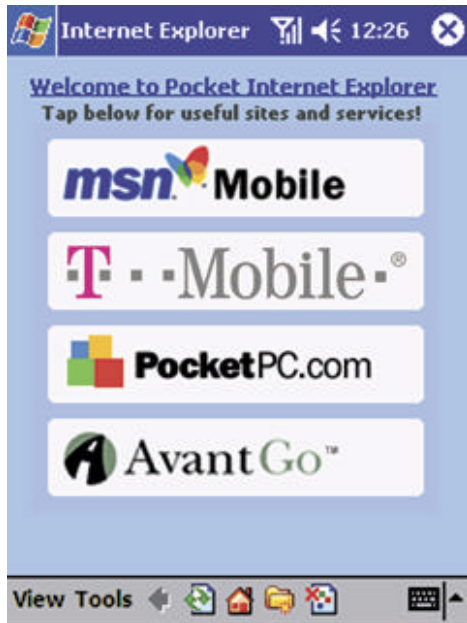 Internet Explorer 12:26
Welcome to Pocket Internet Explorer
Tap below for useful sites and services!
msn Mobile
T · · Mobile · ®
PocketPC.com
AvantGo™
View Tools